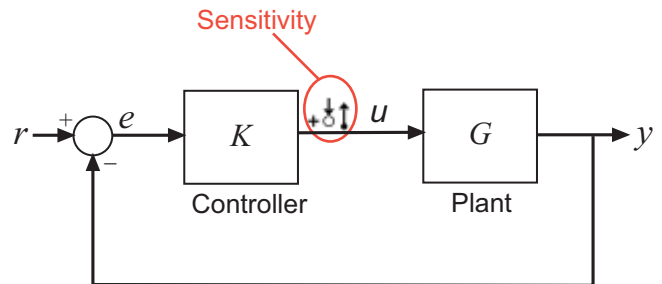 Sensitivity
r
+
−
e
K
+
u
G
y
Controller
Plant